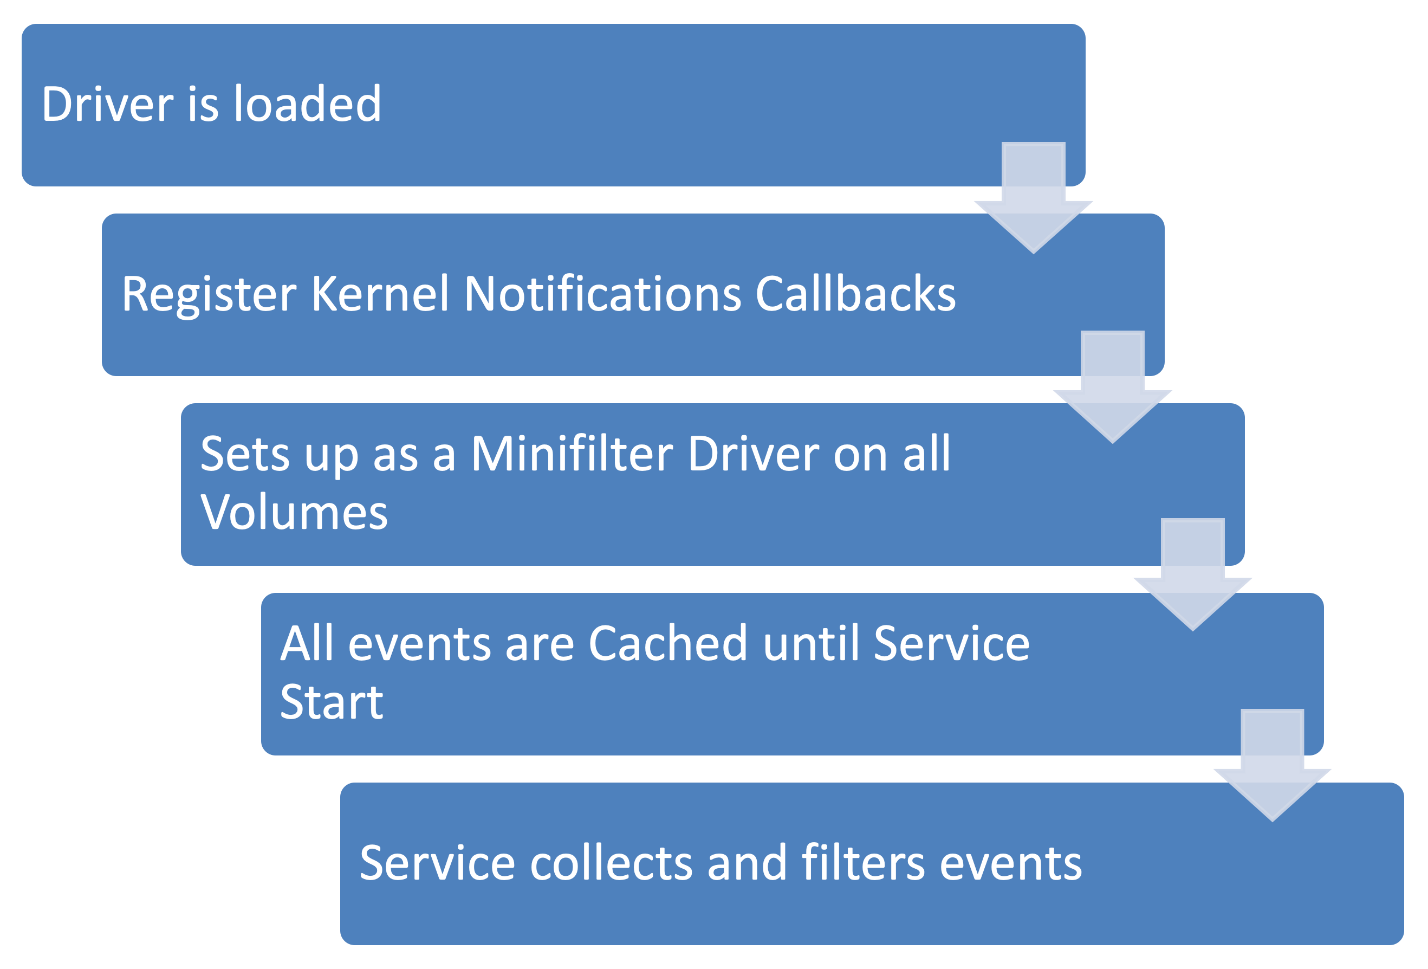 Driver is loaded
Register Kernel Notifications Callbacks
Sets up as a Minifilter Driver on all
Volumes
All events are Cached until Service
Start
Service collects and filters events